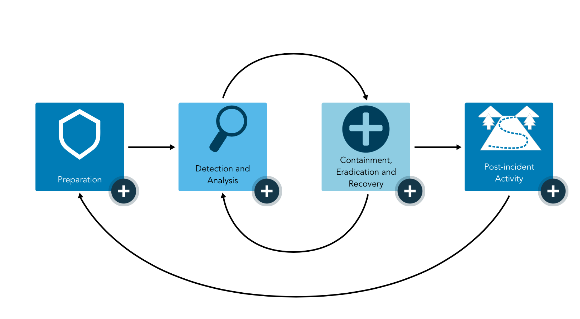 Preparation
Detection and
Analysis
Containment,
Eradication and
Recovery
Post-incident
Activity